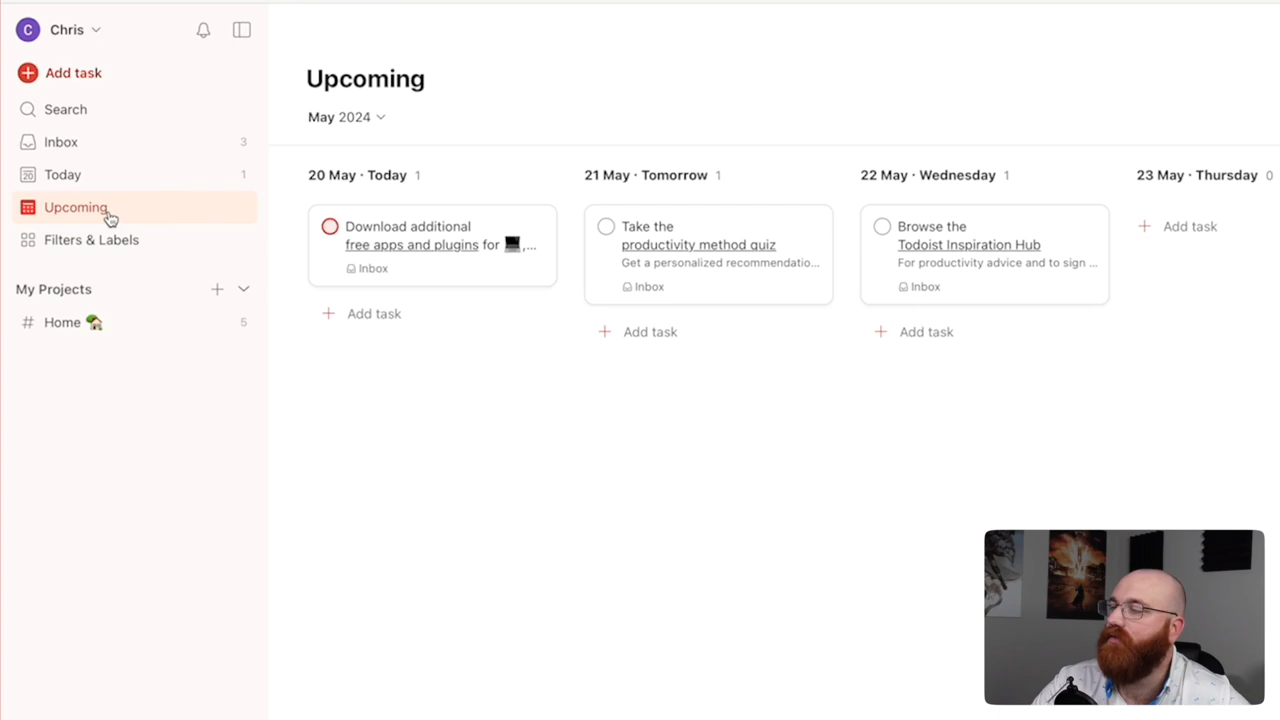 C Chris
Add task
Search
Inbox 3
20 Today 1
Upcoming
Filters & Labels
My Projects
# Home 5
Upcoming
May 2024
20 May · Today 1
Download additional
free apps and plugins for ,...
Inbox
+ Add task
21 May · Tomorrow 1
Take the
productivity method quiz
Get a personalized recommendatio...
Inbox
+ Add task
22 May · Wednesday 1
Browse the
Todoist Inspiration Hub
For productivity advice and to sign ...
Inbox
+ Add task
23 May · Thursday 0
+ Add task